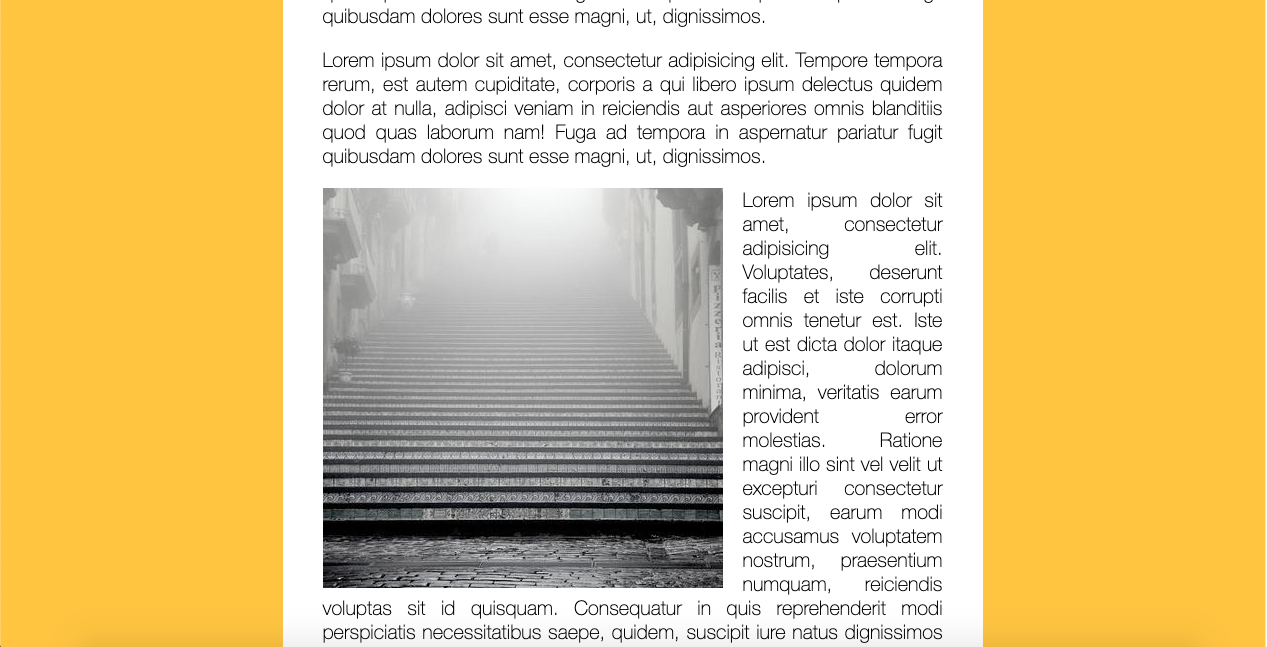 quibusdam dolores sunt esse magni, ut, dignissimos.
Lorem ipsum dolor sit amet, consectetur adipisicing elit. Tempore tempora
rerum, est autem cupiditate, corporis a qui libero ipsum delectus quidem
dolor at nulla, adipisci veniam in reiciendis aut asperiores omnis blanditiis
quod quas laborum nam! Fuga ad tempora in aspernatur pariatur fugit
quibusdam dolores sunt esse magni, ut, dignissimos.
Pizzeria
Lorem ipsum dolor sit
amet, consectetur
adipisicing elit.
Voluptates, deserunt
facilis et iste corrupti
omnis tenetur est. Iste
ut est dicta dolor itaque
adipisci, dolorum
minima, veritatis earum
provident error
molestias. Ratione
magni illo sint vel velit ut
excepturi consectetur
suscipit, earum modi
accusamus voluptatem
nostrum, praesentium
numquam, reiciendis
voluptas sit id quisquam. Consequatur in quis reprehenderit modi
perspiciatis necessitatibus saepe, quidem, suscipit iure natus dignissimos